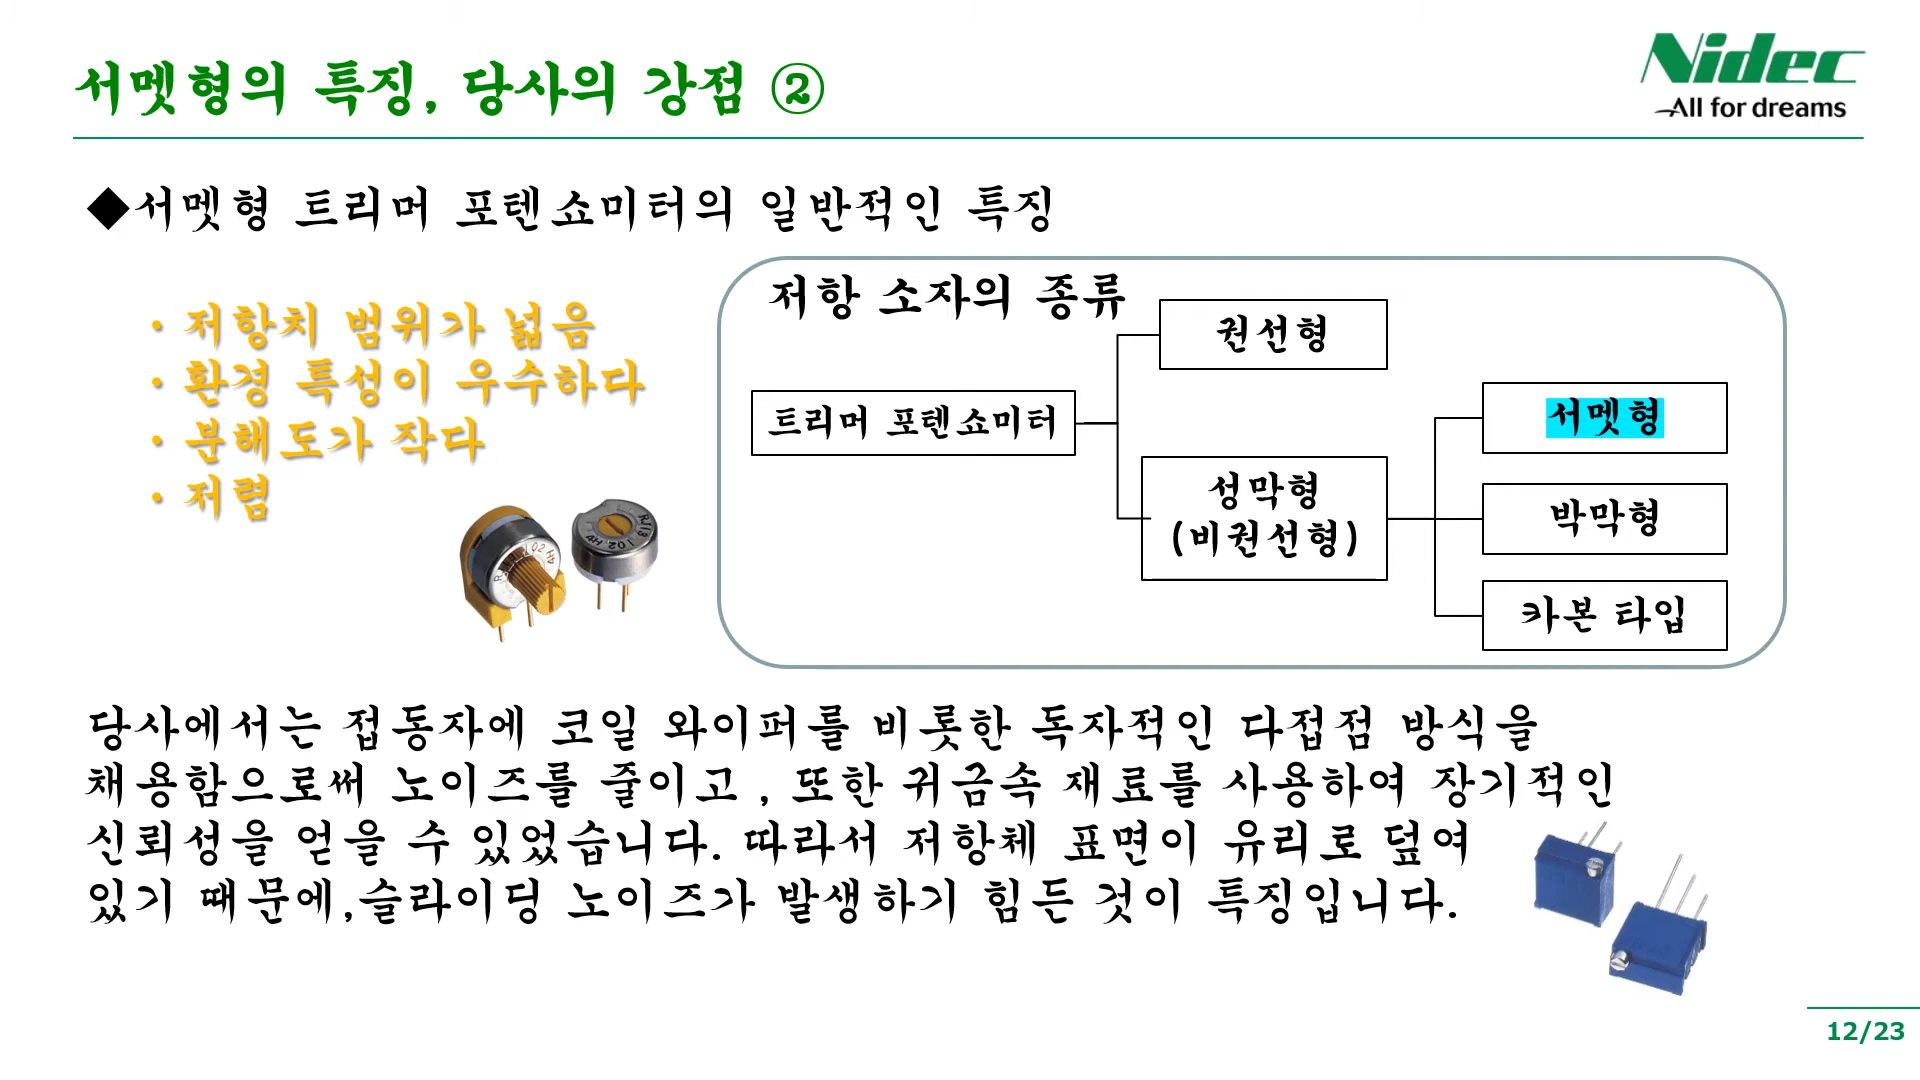 서멧형의 특징, 당사의 강점 ②
Nidec
All for dreams
◆서멧형 트리머 포텐쇼미터의 일반적인 특징
・저항치 범위가 넓음
・환경 특성이 우수하다
・분해도가 작다
・저렴
저항 소자의 종류
트리머 포텐쇼미터
권선형
성막형
(비권선형)
서멧형
박막형
카본 타입
RJ13
102
당사에서는 접동자에 코일 와이퍼를 비롯한 독자적인 다접점 방식을
채용함으로써 노이즈를 줄이고, 또한 귀금속 재료를 사용하여 장기적인
신뢰성을 얻을 수 있었습니다. 따라서 저항체 표면이 유리로 덮여
있기 때문에,슬라이딩 노이즈가 발생하기 힘든 것이 특징입니다.
12/23